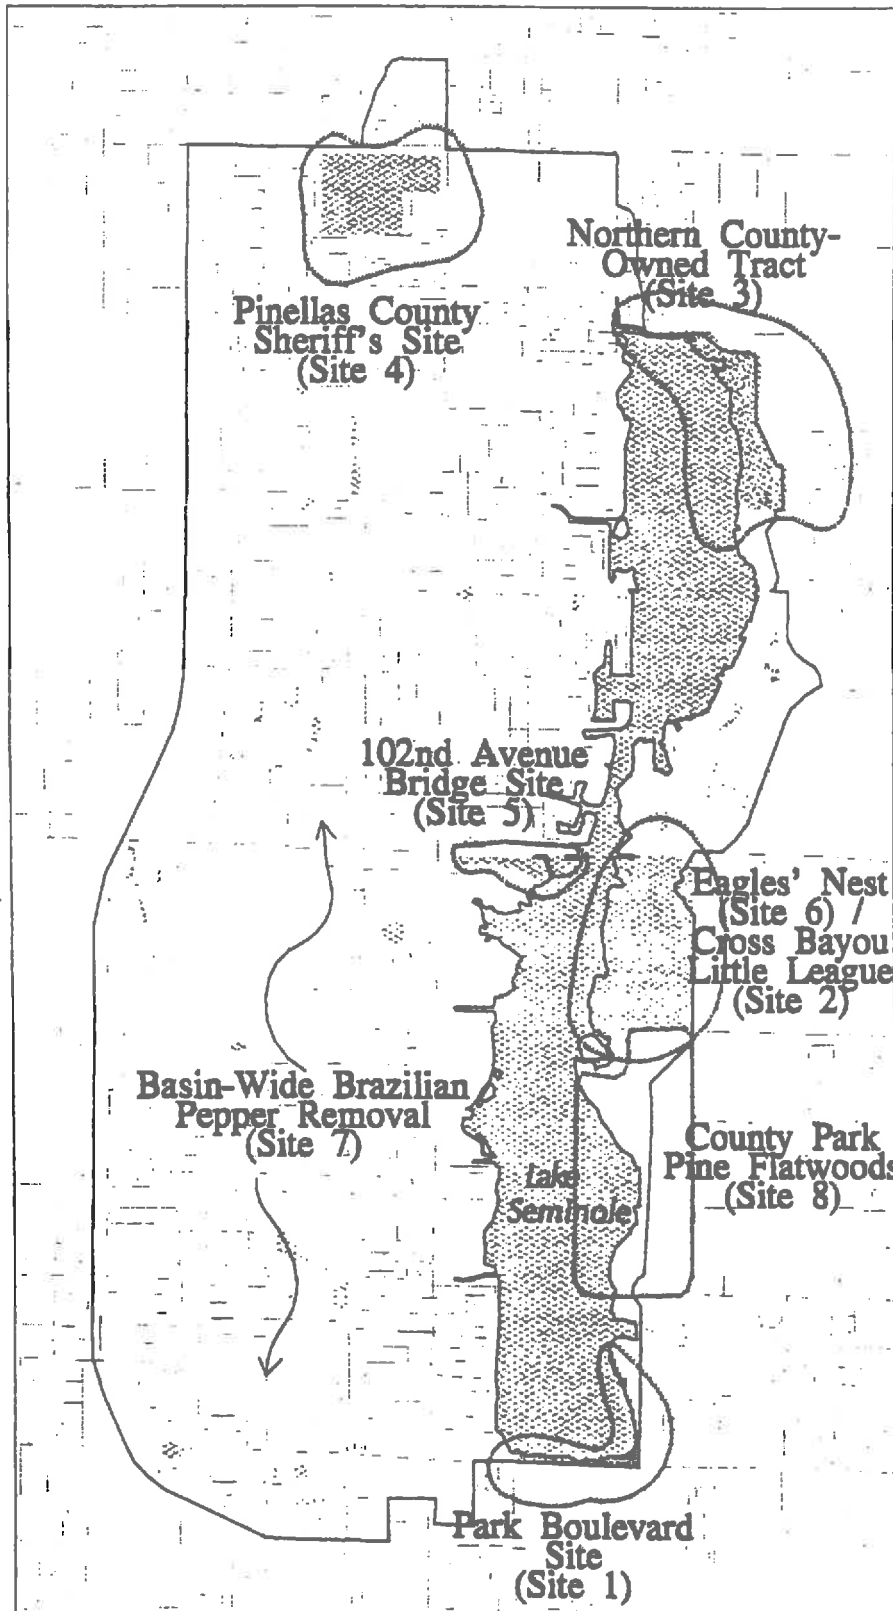 Northern County-
Owned Tract
(Site 3)
Pinellas County
Sheriff's Site
(Site 4)
102nd Avenue
Bridge Site
(Site 5)
Eagles' Nest
(Site 6) /
Cross Bayou
Little League
(Site 2)
Basin-Wide Brazilian
Pepper Removal
(Site 7)
County Park
Pine Flatwoods
(Site 8)
Lake
Seminole
Park Boulevard
Site
(Site 1)